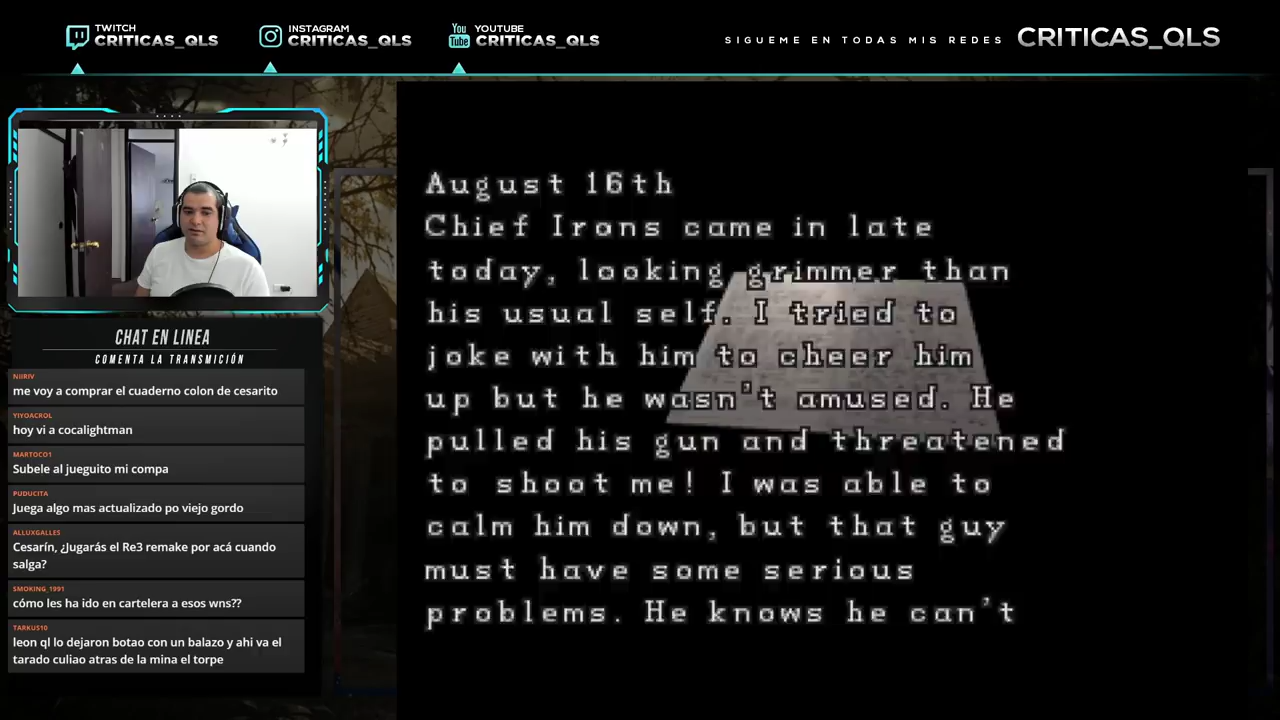 TWITCH
CRITICAS_QLS
INSTAGRAM
CRITICAS_QLS
You
Tube
YOUTUBE
CRITICAS_QLS
SIGUEME EN TODAS MIS REDES
CRITICAS_QLS
CHAT EN LINEA
COMENTA LA TRANSMICIÓN
NIIRIV
me voy a comprar el cuaderno colon de cesarito
YIYOACROL
hoy vi a cocalightman
MARTOCO1
Subele al jueguito mi compa
PUDUCITA
Juega algo mas actualizado po viejo gordo
ALLUXGALLES
Cesarín, ¿Jugarás el Re3 remake por acá cuando
salga?
SMOKING_1991
cómo les ha ido en cartelera a esos wns??
TARKUS10
leon ql lo dejaron botao con un balazo y ahi va el
tarado culiao atras de la mina el torpe
August 16th
Chief Irons came in late
today, looking grimmer than
his usual self. I tried to
joke with him to cheer him
up but he wasn't amused. He
pulled his gun and threatened
to shoot me! I was able to
calm him down, but that guy
must have some serious
problems. He knows he can't